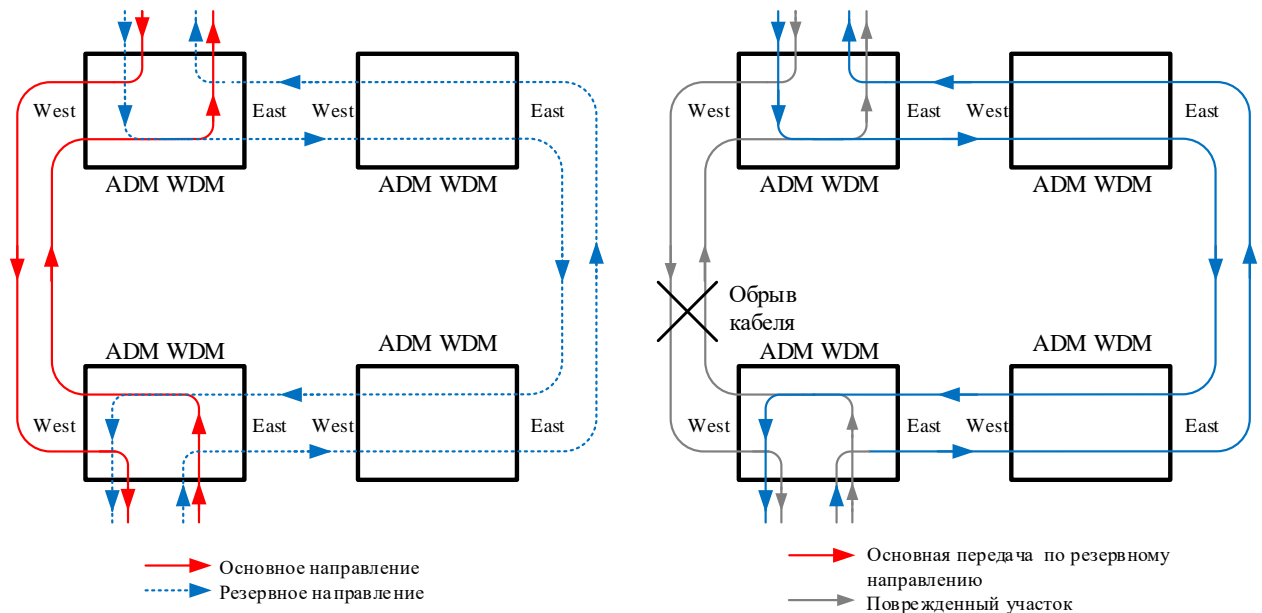 West
East
West
East
ADM WDM
ADM WDM
ADM WDM
ADM WDM
West
East
West
East
Основное направление
Резервное направление
West
East
West
East
ADM WDM
ADM WDM
Обрыв
кабеля
ADM WDM
ADM WDM
West
East
West
East
Основная передача по резервному
направлению
Поврежденный участок